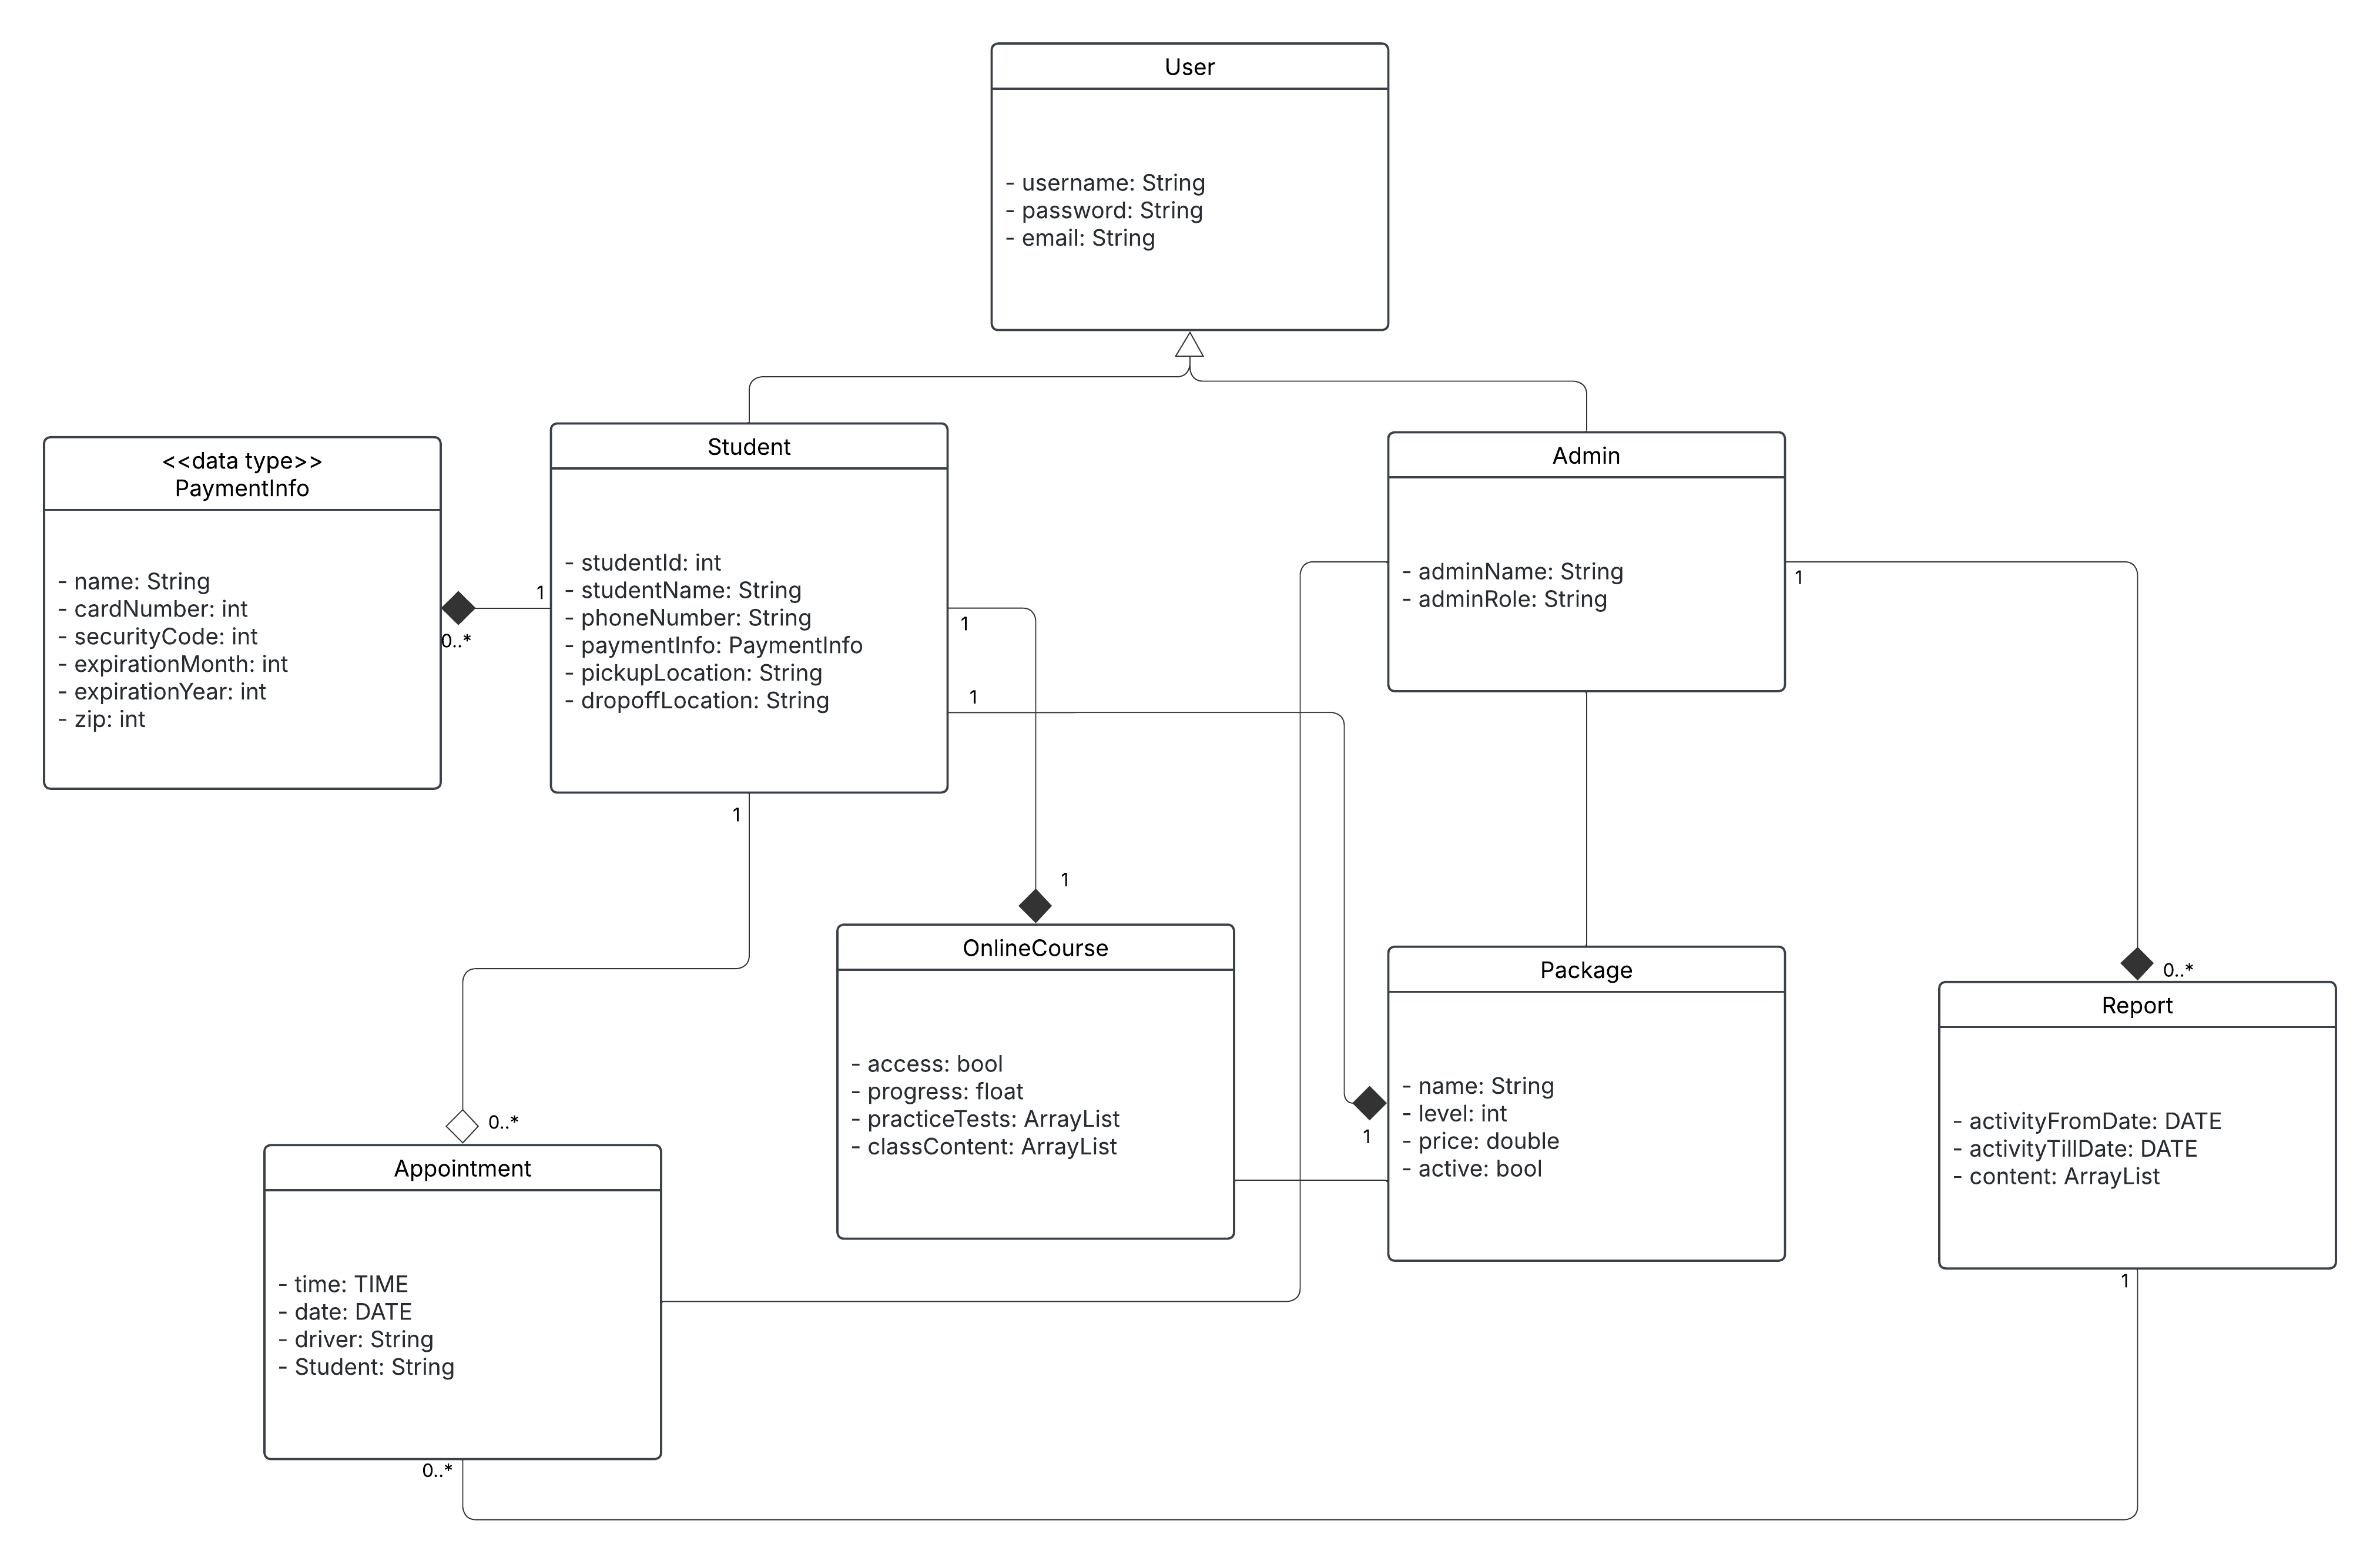 User
- username: String
- password: String
- email: String
<<data type>>
PaymentInfo
- name: String
- cardNumber: int
- securityCode: int
- expirationMonth: int
- expirationYear: int
- zip: int
0..*
1
Student
- studentId: int
- studentName: String
- phoneNumber: String
- paymentInfo: PaymentInfo
- pickupLocation: String
- dropoffLocation: String
1
1
1
Admin
- adminName: String
- adminRole: String
1
1
OnlineCourse
- access: bool
- progress: float
- practiceTests: ArrayList
- classContent: ArrayList
Package
- name: String
- level: int
- price: double
- active: bool
1
0..*
Report
- activityFromDate: DATE
- activityTillDate: DATE
- content: ArrayList
1
0..*
Appointment
- time: TIME
- date: DATE
- driver: String
- Student: String
0..*